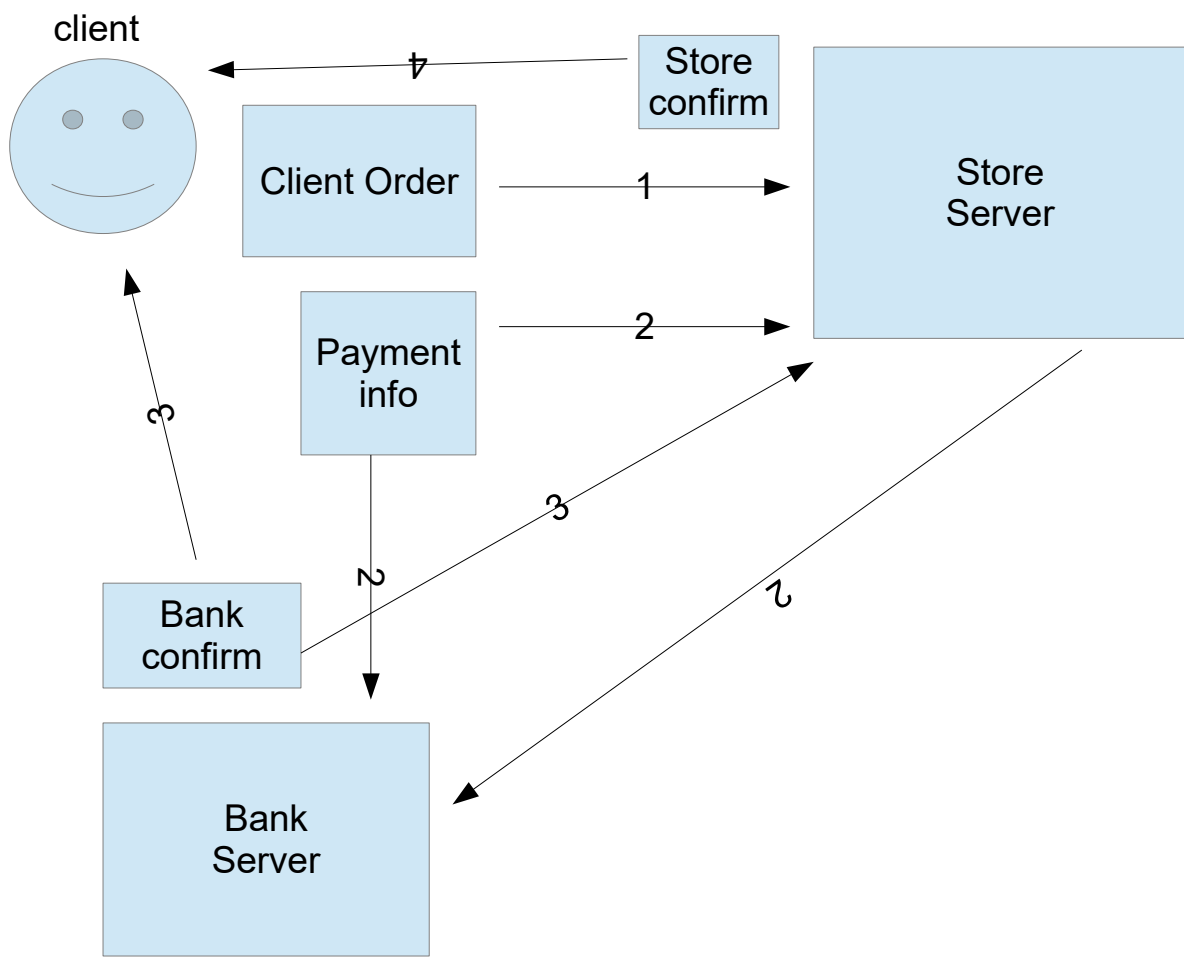 client
4
Store
confirm
Client Order
1
Store
Server
Payment
info
2
3
3
2
2
Bank
confirm
Bank
Server